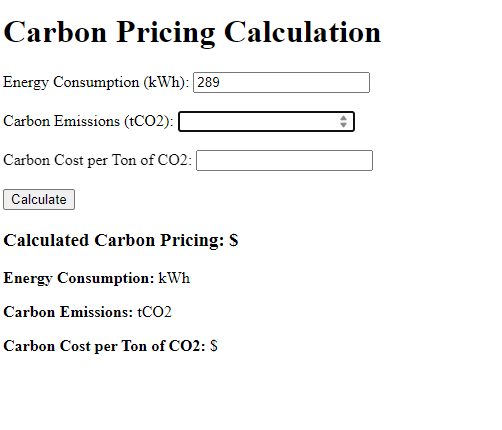 Carbon Pricing Calculation
Energy Consumption (kWh): 289
Carbon Emissions (tCO2):
Carbon Cost per Ton of CO2:
Calculate
Calculated Carbon Pricing: $
Energy Consumption: kWh
Carbon Emissions: tCO2
Carbon Cost per Ton of CO2: $